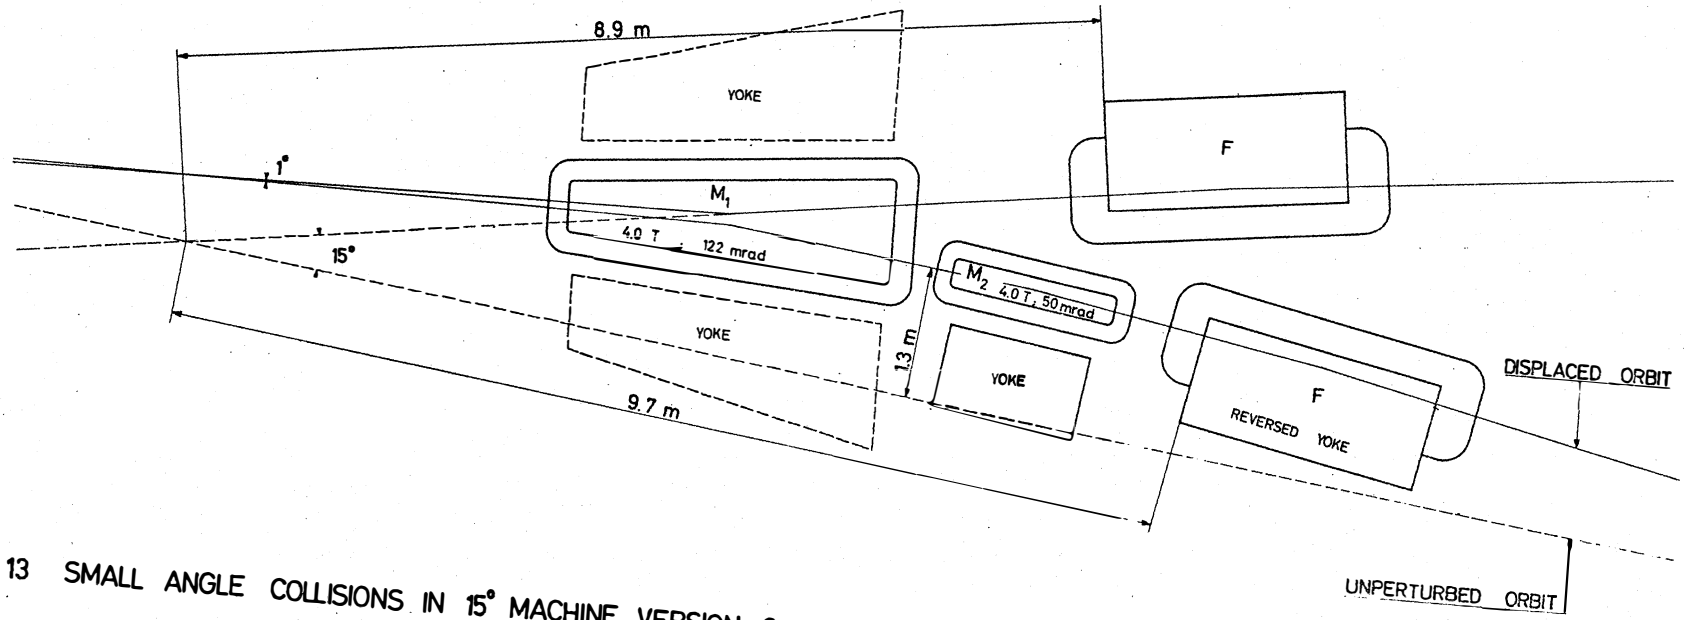 8.9 m
YOKE
F
1°
M1
4.0 T 122 mrad
15°
M2 4.0 T, 50 mrad
YOKE
1.3 m
YOKE
DISPLACED ORBIT
F
REVERSED YOKE
9.7 m
UNPERTURBED ORBIT
13 SMALL ANGLE COLLISIONS IN 15° MACHINE VERSION